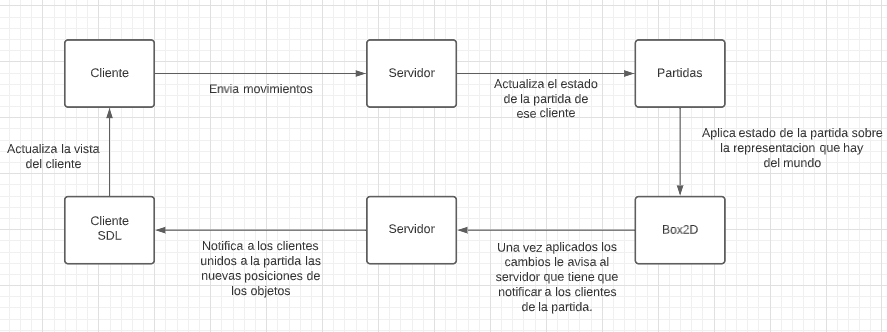 Cliente
Envia movimientos
Servidor
Actualiza el estado
de la partida de
ese cliente
Partidas
Aplica estado de la partida sobre
la representacion que hay
del mundo
Box2D
Una vez aplicados los
cambios le avisa al
servidor que tiene que
notificar a los clientes
de la partida.
Servidor
Notifica a los clientes
unidos a la partida las
nuevas posiciones de
los objetos
Cliente
SDL
Actualiza la vista
del cliente